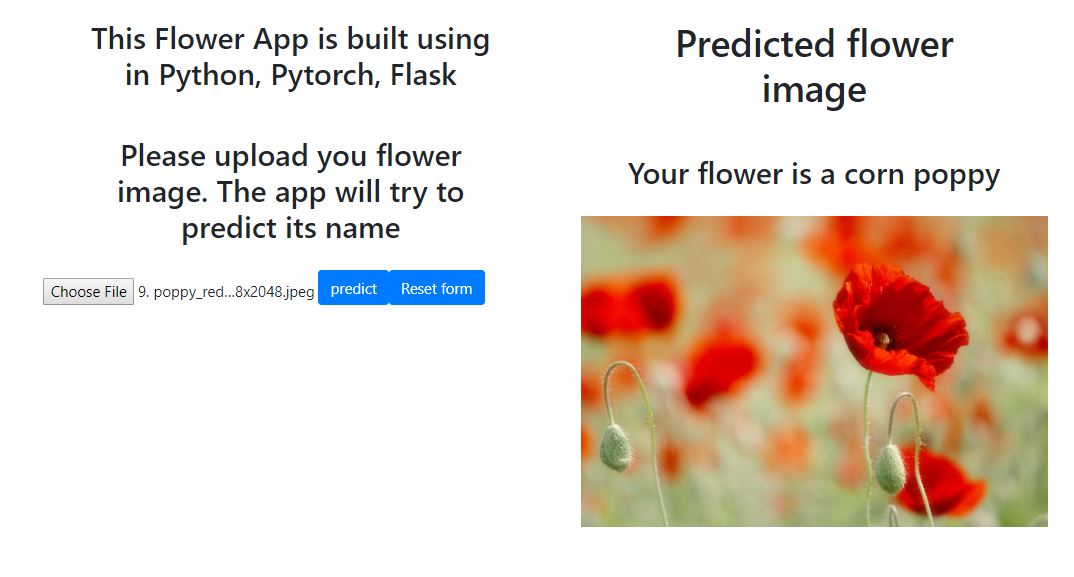 This Flower App is built using
in Python, Pytorch, Flask
Please upload you flower
image. The app will try to
predict its name
Choose File 9. poppy_red...8x2048.jpeg predict Reset form
Predicted flower
image
Your flower is a corn poppy